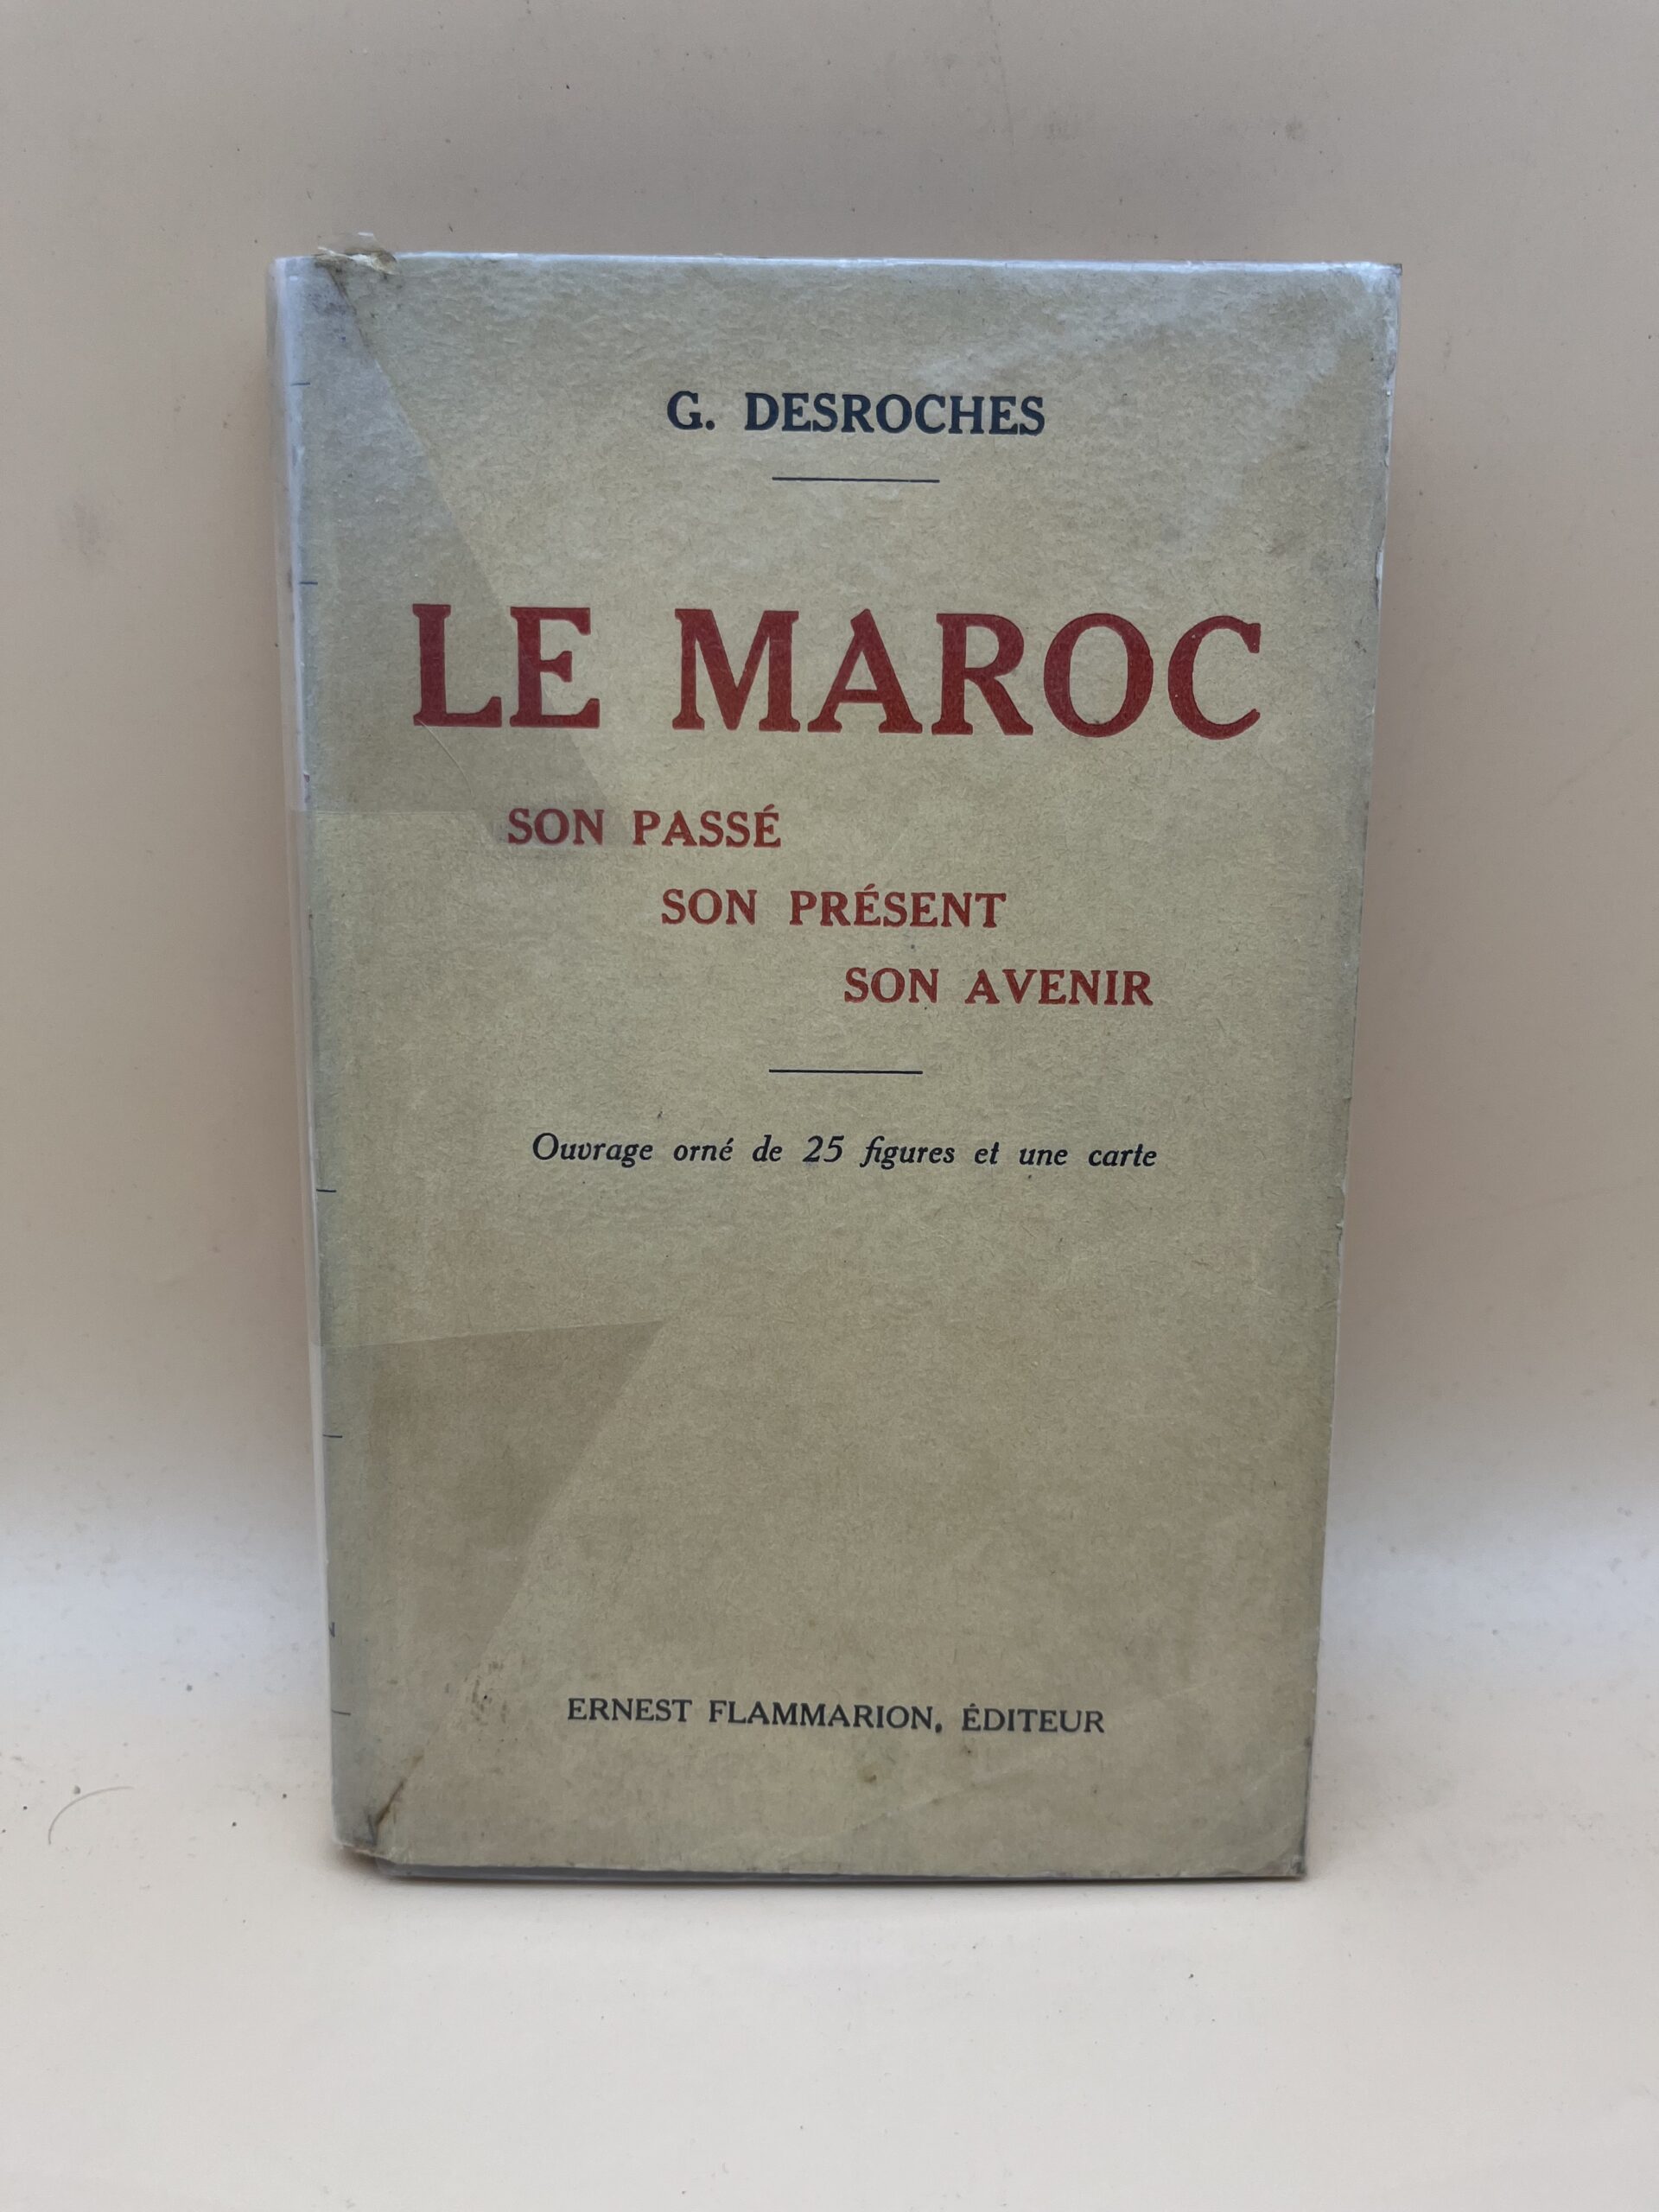 G. DESROCHES
LE MAROC
SON PASSÉ
SON PRÉSENT
SON AVENIR
Ouvrage orné de 25 figures et une carte
ERNEST FLAMMARION, ÉDITEUR